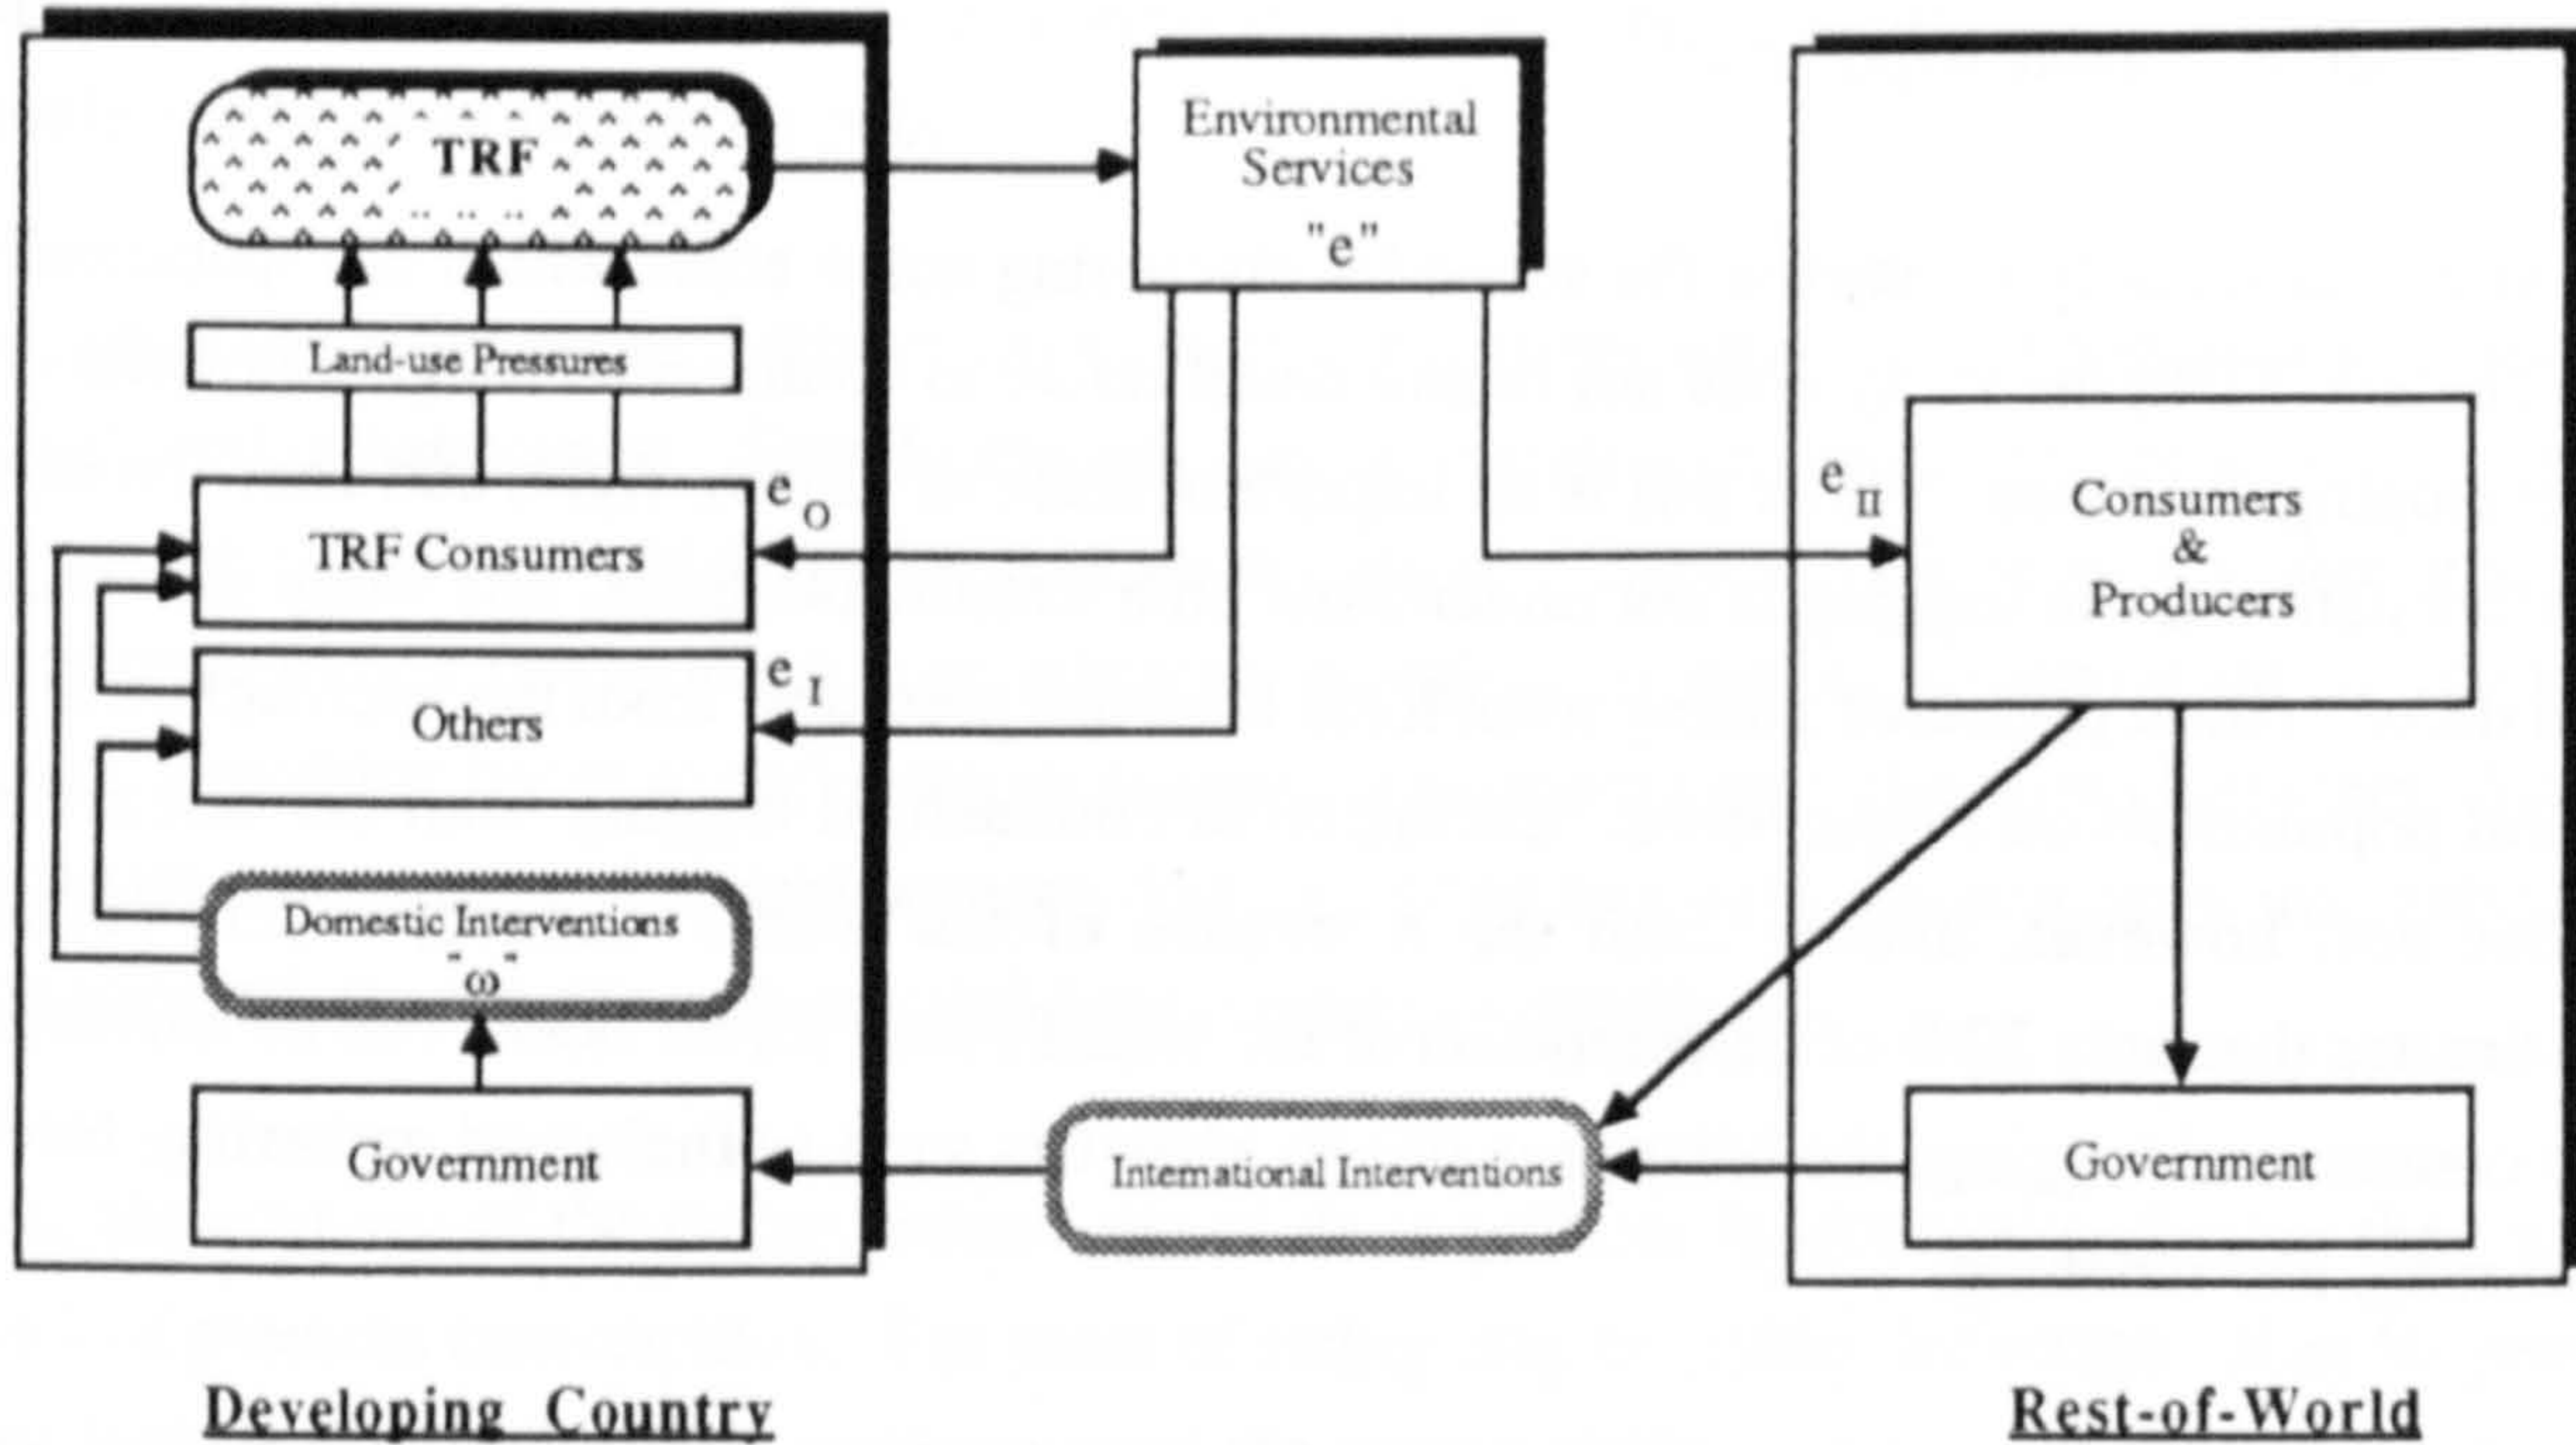 TRF
Land-use Pressures
TRF Consumers
e O
Others
e I
Domestic Interventions
"ω"
Government
Developing Country
Environmental
Services
"e"
International Interventions
e II
Consumers
&
Producers
Government
Rest-of-World